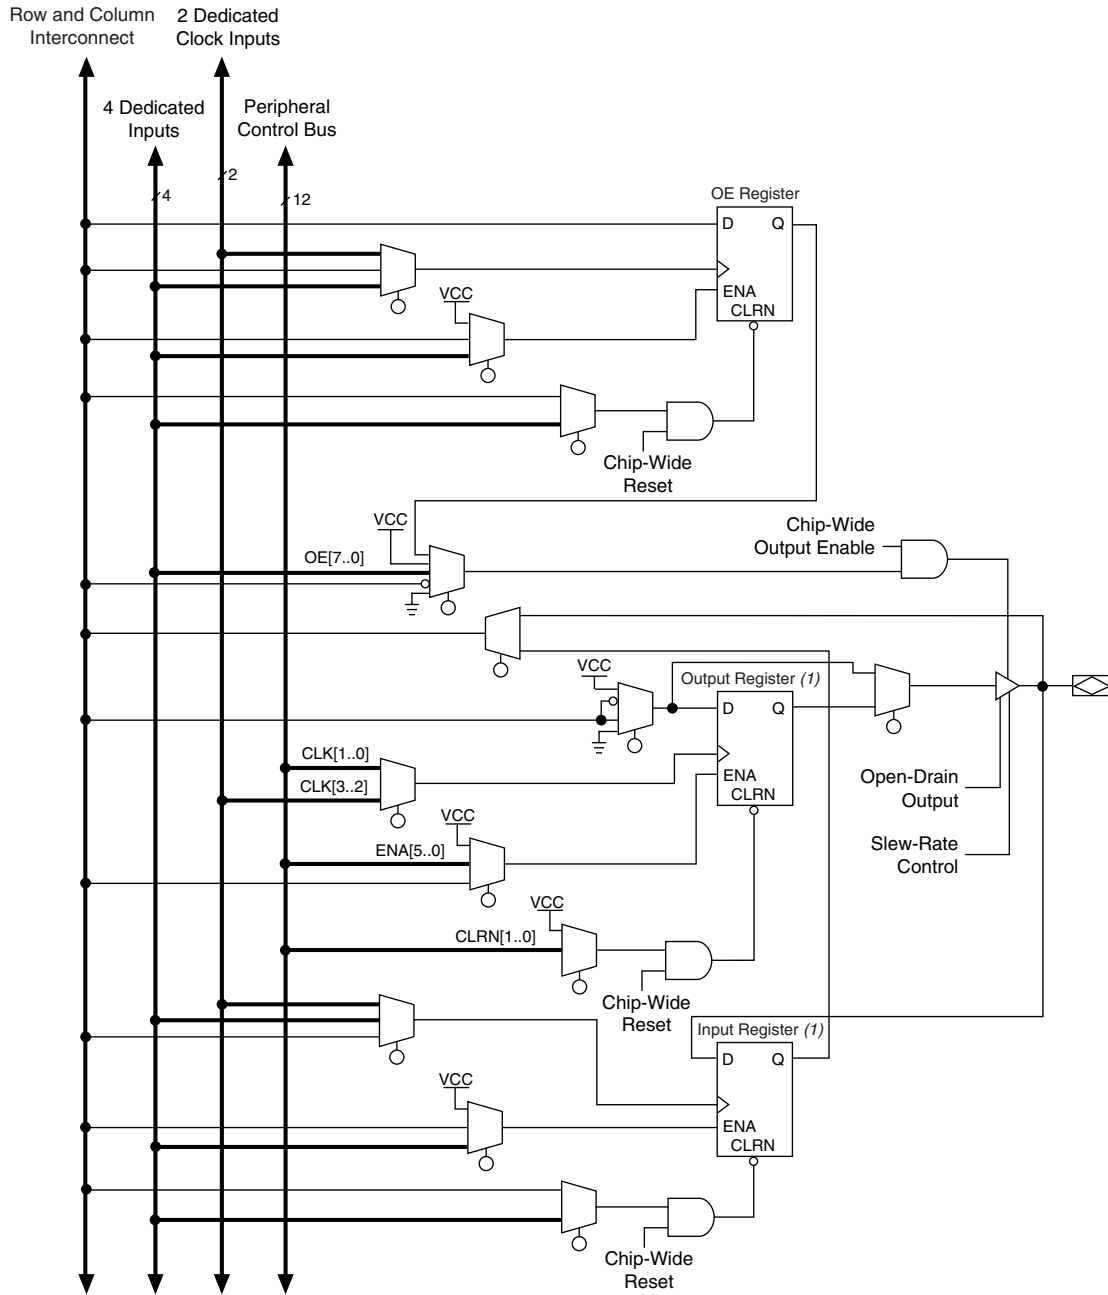 Row and Column
Interconnect
2 Dedicated
Clock Inputs
4 Dedicated
Inputs
Peripheral
Control Bus
2
4
12
OE Register
D Q
ENA
CLRN
VCC
Chip-Wide
Reset
VCC
OE[7..0]
Chip-Wide
Output Enable
VCC
Output Register (1)
D Q
ENA
CLRN
CLK[1..0]
CLK[3..2]
VCC
ENA[5..0]
Open-Drain
Output
Slew-Rate
Control
VCC
CLRN[1..0]
Chip-Wide
Reset
Input Register (1)
D Q
ENA
CLRN
VCC
Chip-Wide
Reset